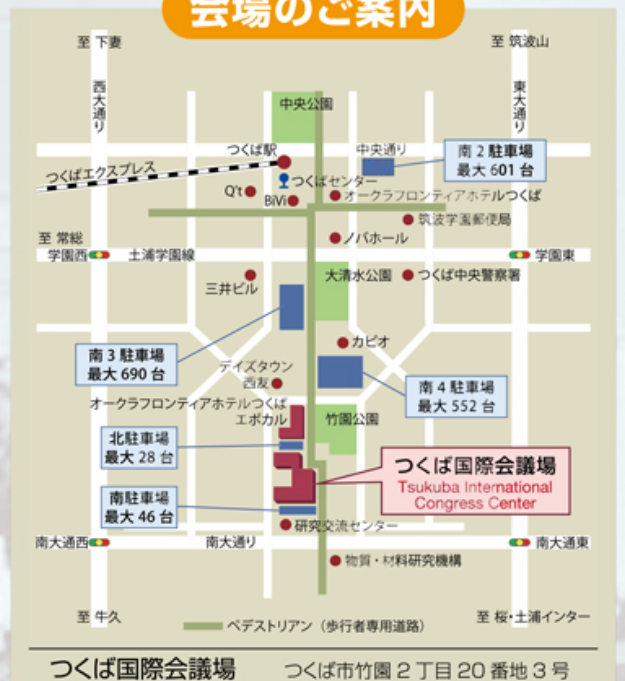 会場のご案内
至 下妻
至 筑波山
西大通り
東大通り
中央公園
つくば駅
中央通り
南2駐車場
最大 601 台
つくばエクスプレス
つくばセンター
Q't
BiVi
オークラフロンティアホテルつくば
筑波学園郵便局
至 常総
ノバホール
学園西
土浦学園線
学園東
三井ビル
大清水公園
つくば中央警察署
カピオ
南3駐車場
最大 690 台
デイズタウン
西友
南4駐車場
最大 552 台
オークラフロンティアホテルつくば
エポカル
竹園公園
北駐車場
最大 28 台
つくば国際会議場
Tsukuba International
Congress Center
南駐車場
最大 46 台
研究交流センター
南大通西
南大通り
南大通東
物質・材料研究機構
至 牛久
至 桜・土浦インター
ペデストリアン（歩行者専用道路）
つくば国際会議場 つくば市竹園2丁目20番地3号